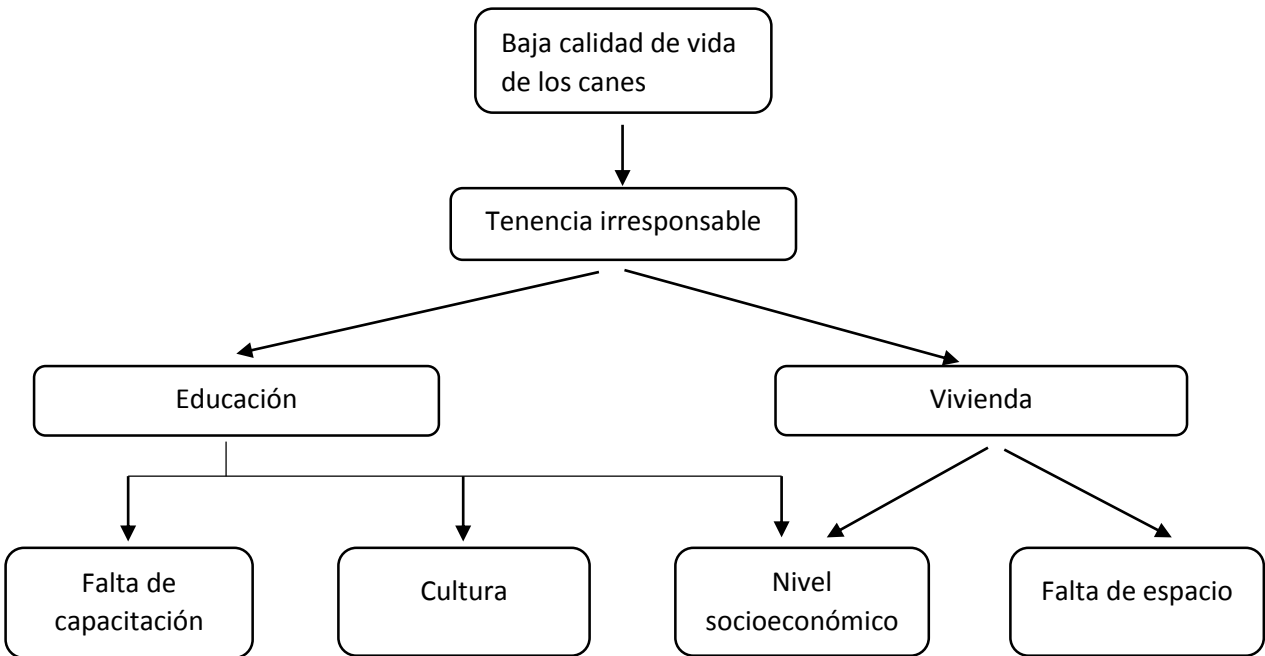 Baja calidad de vida
de los canes
Tenencia irresponsable
Educación
Vivienda
Falta de
capacitación
Cultura
Nivel
socioeconómico
Falta de espacio